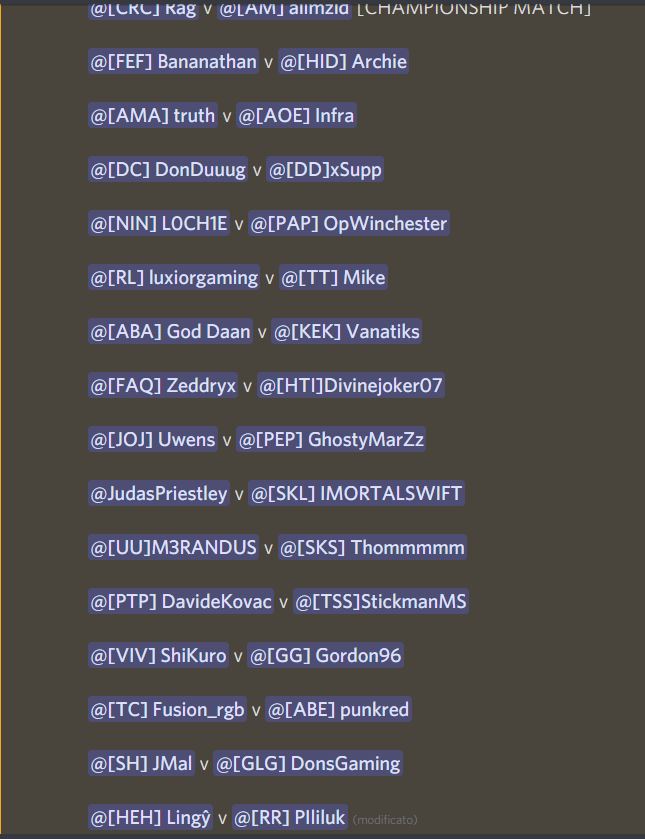 @[CRC] Rag v @[AM] alimzid [CHAMPIONSHIP MATCH]
@[FEF] Bananathan v @[HID] Archie
@[AMA] truth v @[AOE] Infra
@[DC] DonDuuug v @[DD]xSupp
@[NIN] L0CH1E v @[PAP] OpWinchester
@[RL] luxiorgaming v @[TT] Mike
@[ABA] God Daan v @[KEK] Vanatiks
@[FAQ] Zeddryx v @[HTI]Divinejoker07
@[JOJ] Uwens v @[PEP] GhostyMarZz
@JudasPriestley v @[SKL] IMORTALSWIFT
@[UU]M3RANDUS v @[SKS] Thommmmm
@[PTP] DavideKovac v @[TSS]StickmanMS
@[VIV] ShiKuro v @[GG] Gordon96
@[TC] Fusion_rgb v @[ABE] punkred
@[SH] JMal v @[GLG] DonsGaming
@[HEH] Lingŷ v @[RR] PIliluk (modificato)